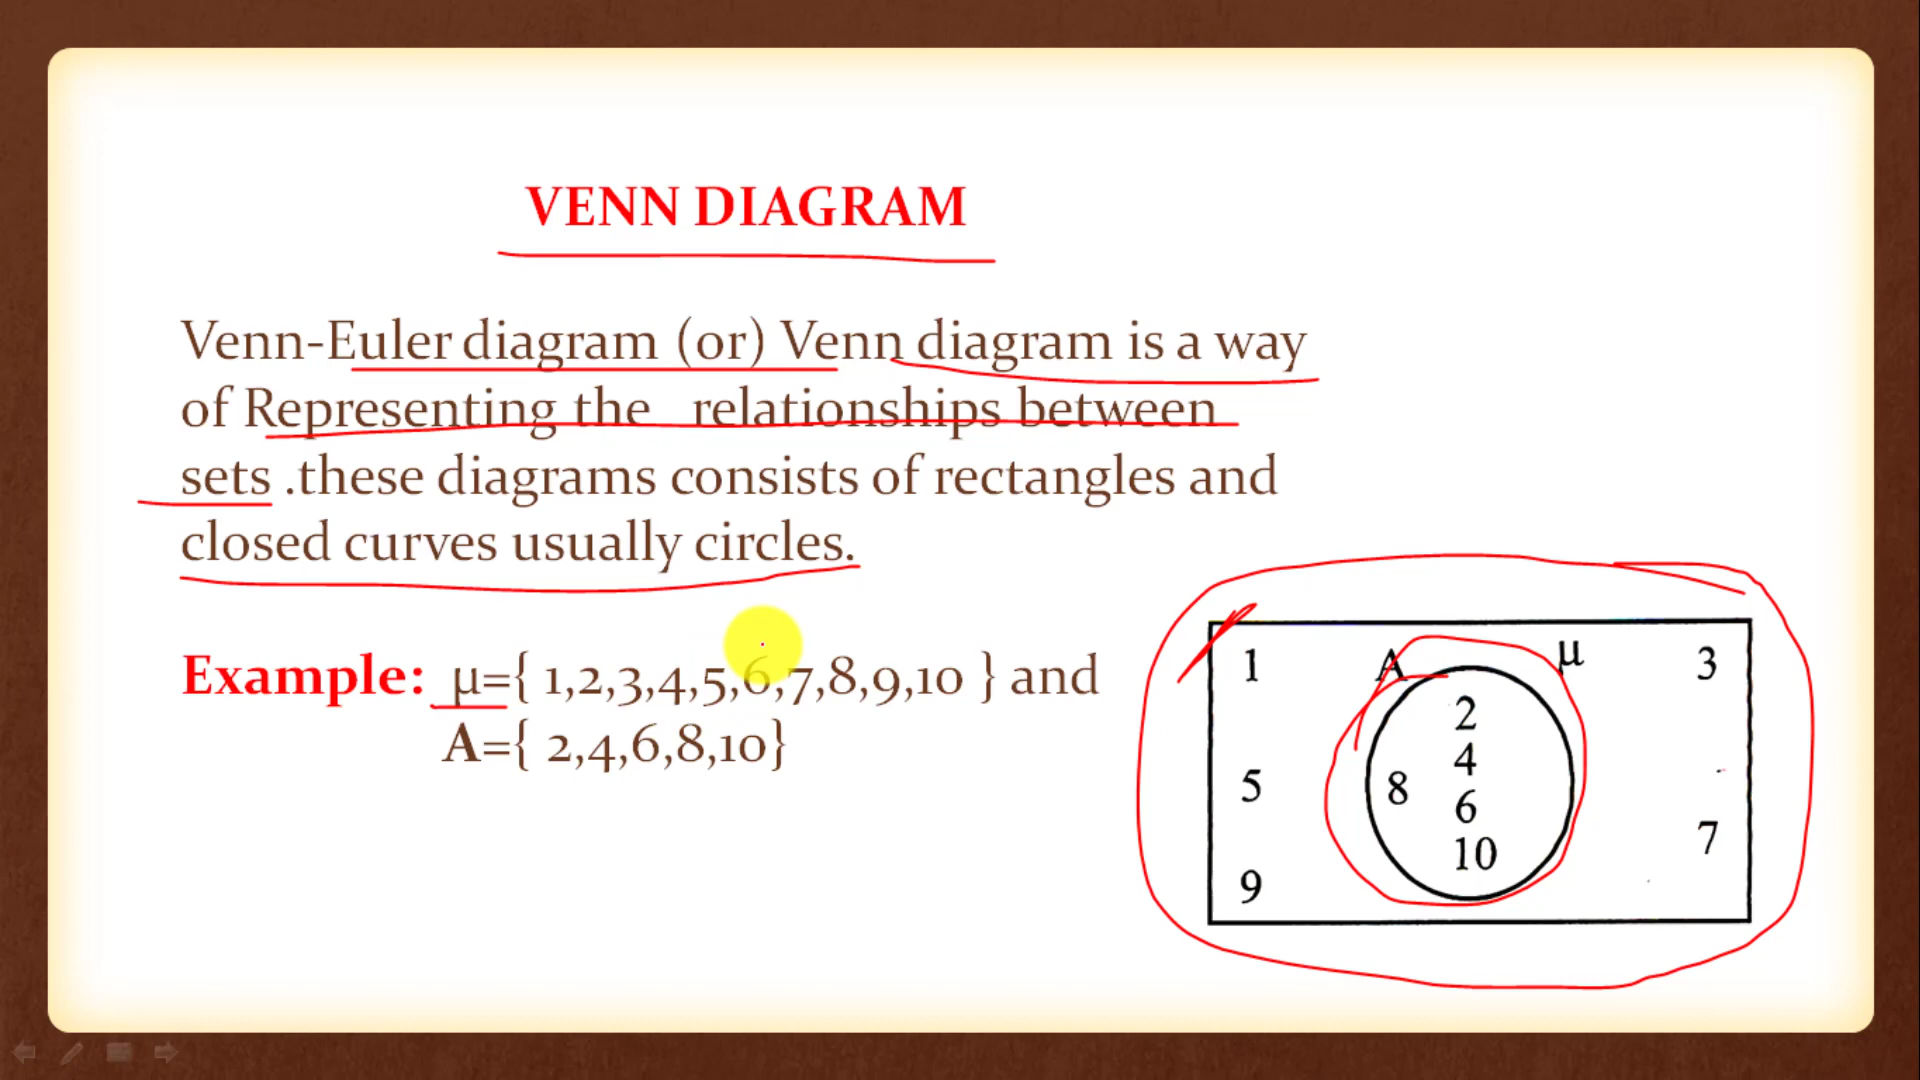 VENN DIAGRAM
Venn-Euler diagram (or) Venn diagram is a way
of Representing the relationships between
sets .these diagrams consists of rectangles and
closed curves usually circles.
Example: μ={ 1,2,3,4,5,6,7,8,9,10 } and
A={ 2,4,6,8,10}
1 A μ 3
2
4
5 8 6 7
10
9